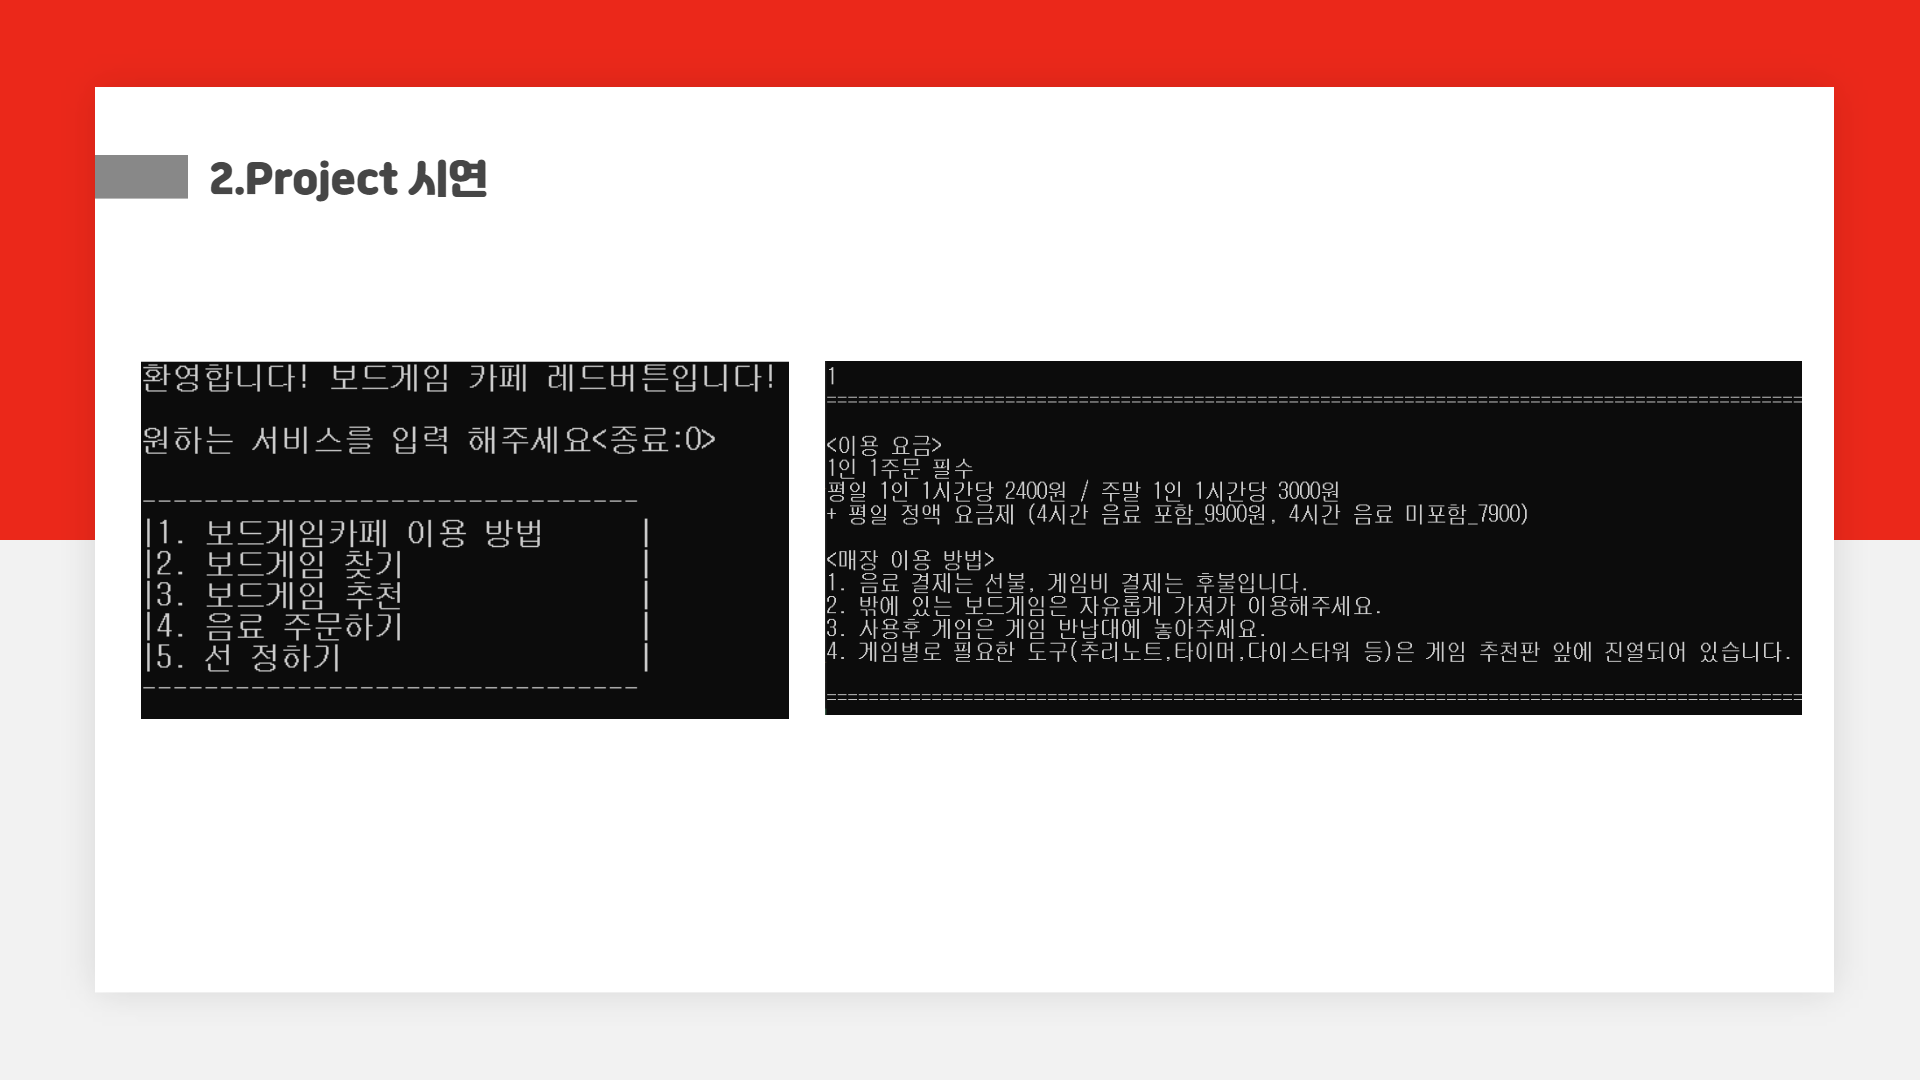 2.Project 시연
환영합니다! 보드게임 카페 레드버튼입니다!
원하는 서비스를 입력 해주세요<종료:0>
--------------------------------
|1. 보드게임카페 이용 방법 |
|2. 보드게임 찾기 |
|3. 보드게임 추천 |
|4. 음료 주문하기 |
|5. 선 정하기 |
--------------------------------
1
=============================================================================================
<이용 요금>
1인 1주문 필수
평일 1인 1시간당 2400원 / 주말 1인 1시간당 3000원
+ 평일 정액 요금제 (4시간 음료 포함_9900원, 4시간 음료 미포함_7900)
<매장 이용 방법>
1. 음료 결제는 선불, 게임비 결제는 후불입니다.
2. 밖에 있는 보드게임은 자유롭게 가져가 이용해주세요.
3. 사용후 게임은 게임 반납대에 놓아주세요.
4. 게임별로 필요한 도구(추리노트,타이머,다이스타워 등)은 게임 추천판 앞에 진열되어 있습니다.
=============================================================================================